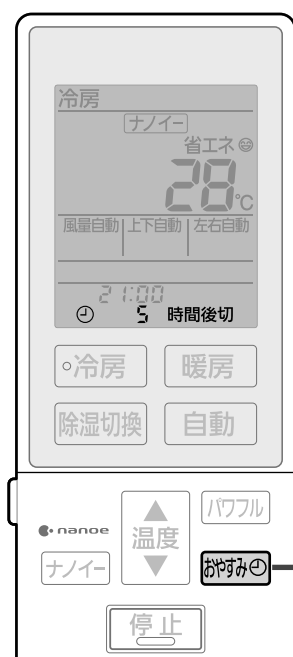 冷房
ナノイー
省エネ
28℃
風量自動 上下自動 左右自動
21:00
5 時間後切
冷房 暖房
除湿切換 自動
nanoe
ナノイー
温度
パワフル
おやすみ
停止